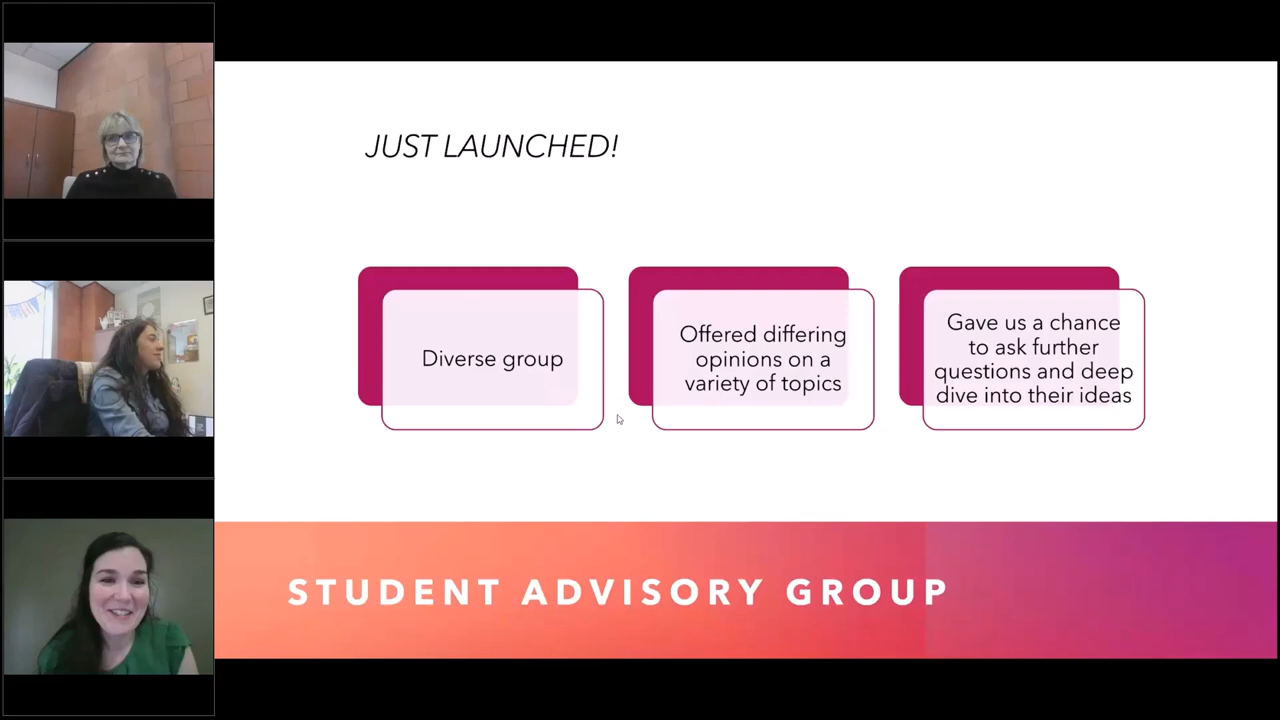 JUST LAUNCHED!
Diverse group
Offered differing
opinions on a
variety of topics
Gave us a chance
to ask further
questions and deep
dive into their ideas
STUDENT ADVISORY GROUP